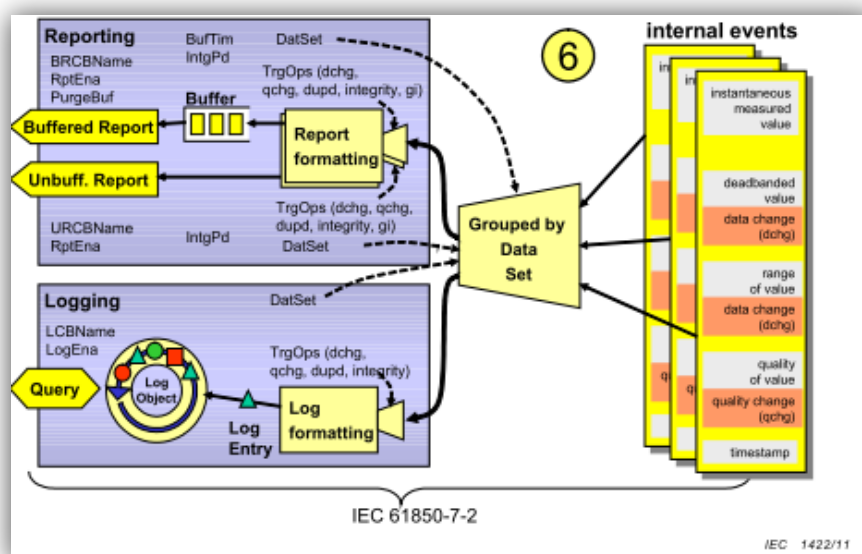 Reporting
BRCBName
RptEna
PurgeBuf
BufTim
IntgPd
DatSet
TrgOps (dchg,
qchg, dupd, integrity, gi)
Buffer
Buffered Report
Report
formatting
Unbuff. Report
TrgOps (dchg, qchg,
dupd, integrity, gi)
URCBName
RptEna
IntgPd
DatSet
Logging
DatSet
LCBName
LogEna
TrgOps (dchg,
qchg, dupd, integrity)
Query
Log
Object
Log
Entry
Log
formatting
6
Grouped by
Data
Set
internal events
in
in
instantaneous
measured
value
deadbanded
value
data change
(dchg)
range
of value
data change
(dchg)
quality
of value
qu
qu
quality change
(qchg)
timestamp
IEC 61850-7-2
IEC 1422/11